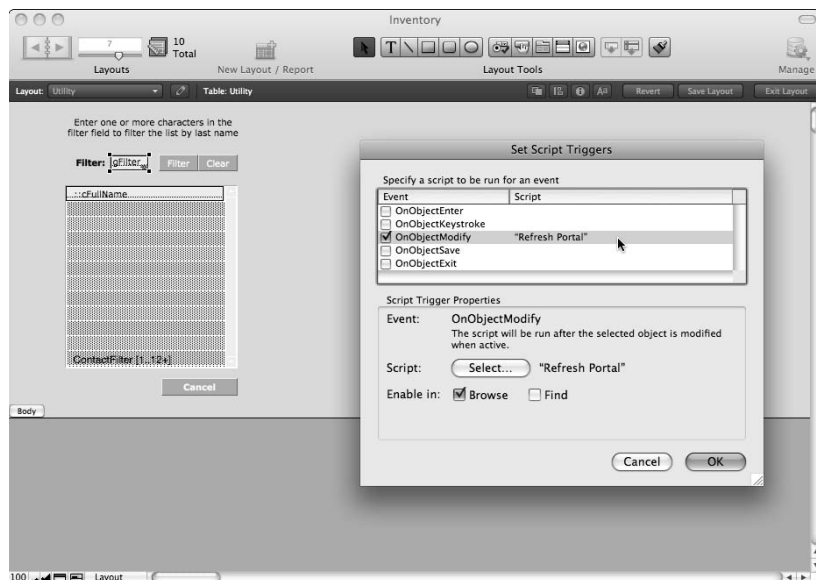 Inventory
7
10
Total
Layouts
New Layout / Report
Layout Tools
Manage
Layout: Utility
Table: Utility
Aa
Revert
Save Layout
Exit Layout
Enter one or more characters in the
filter field to filter the list by last name
Filter: gFilter
Filter
Clear
::cFullName
ContactFilter [1..12+]
Cancel
Body
Set Script Triggers
Specify a script to be run for an event
Event Script
OnObjectEnter
OnObjectKeystroke
OnObjectModify "Refresh Portal"
OnObjectSave
OnObjectExit
Script Trigger Properties
Event: OnObjectModify
The script will be run after the selected object is modified
when active.
Script: Select... "Refresh Portal"
Enable in: Browse Find
Cancel OK
100 Layout